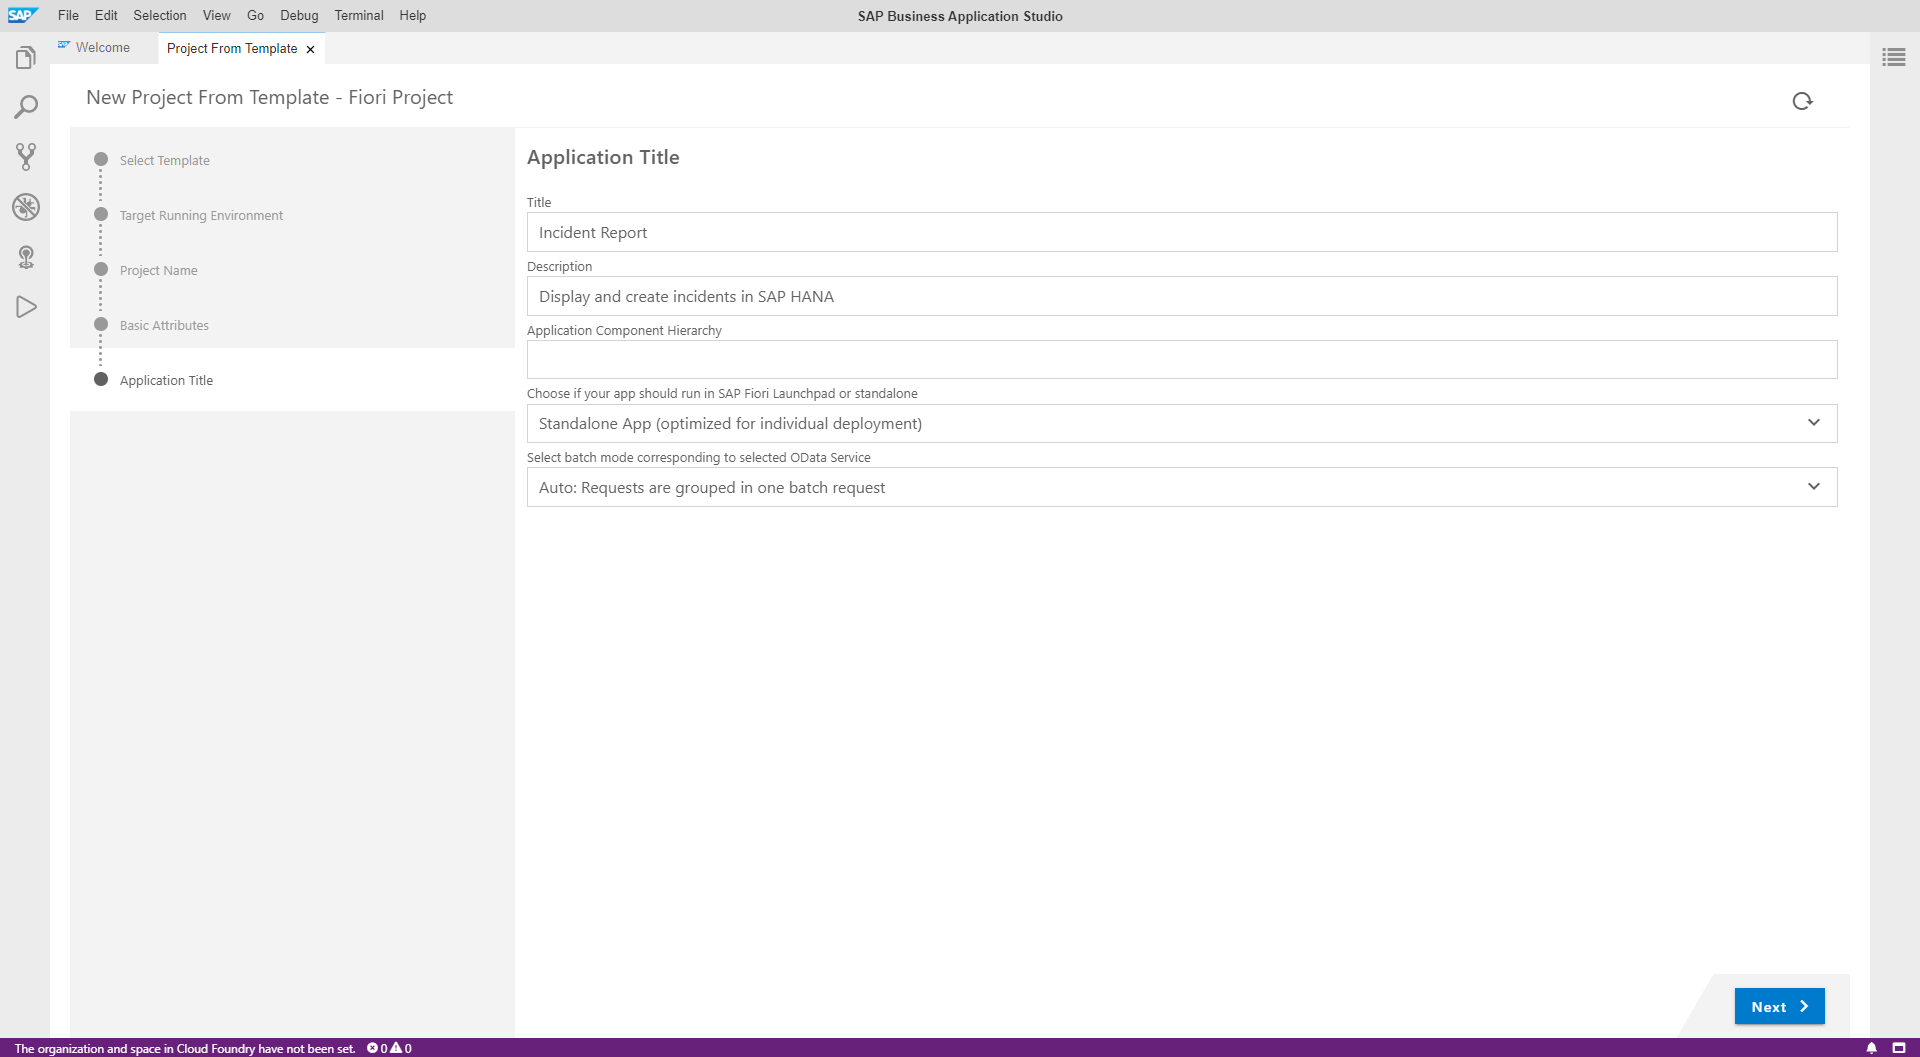 SAP File Edit Selection View Go Debug Terminal Help SAP Business Application Studio
Welcome Project From Template
New Project From Template - Fiori Project
Select Template
Target Running Environment
Project Name
Basic Attributes
Application Title
Application Title
Title
Incident Report
Description
Display and create incidents in SAP HANA
Application Component Hierarchy
Choose if your app should run in SAP Fiori Launchpad or standalone
Standalone App (optimized for individual deployment)
Select batch mode corresponding to selected OData Service
Auto: Requests are grouped in one batch request
Next
The organization and space in Cloud Foundry have not been set. 0 0